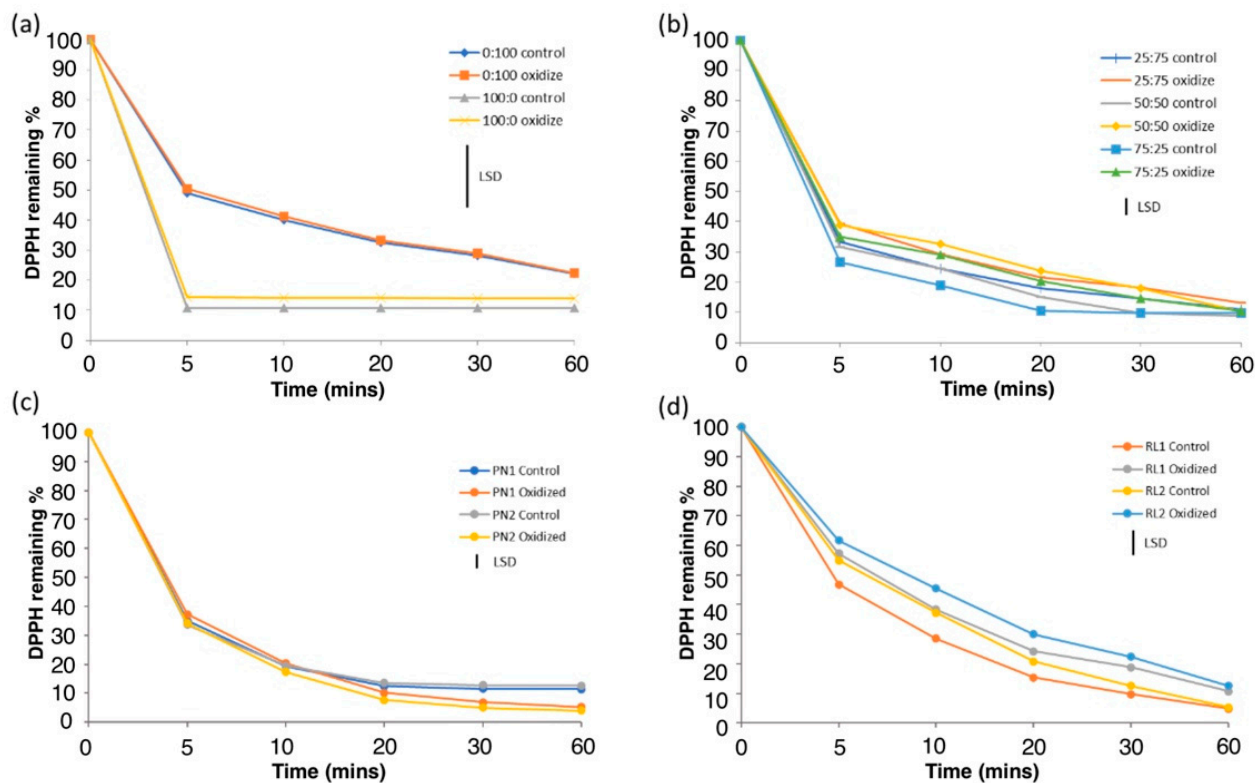 (a)
DPPH remaining %
100
90
80
70
60
50
40
30
20
10
0
0 5 10 20 30 60
Time (mins)
0:100 control
0:100 oxidize
100:0 control
100:0 oxidize
LSD
(b)
DPPH remaining %
100
90
80
70
60
50
40
30
20
10
0
0 5 10 20 30 60
Time (mins)
25:75 control
25:75 oxidize
50:50 control
50:50 oxidize
75:25 control
75:25 oxidize
LSD
(c)
DPPH remaining %
100
90
80
70
60
50
40
30
20
10
0
0 5 10 20 30 60
Time (mins)
PN1 Control
PN1 Oxidized
PN2 Control
PN2 Oxidized
LSD
(d)
DPPH remaining %
100
90
80
70
60
50
40
30
20
10
0
0 5 10 20 30 60
Time (mins)
RL1 Control
RL1 Oxidized
RL2 Control
RL2 Oxidized
LSD